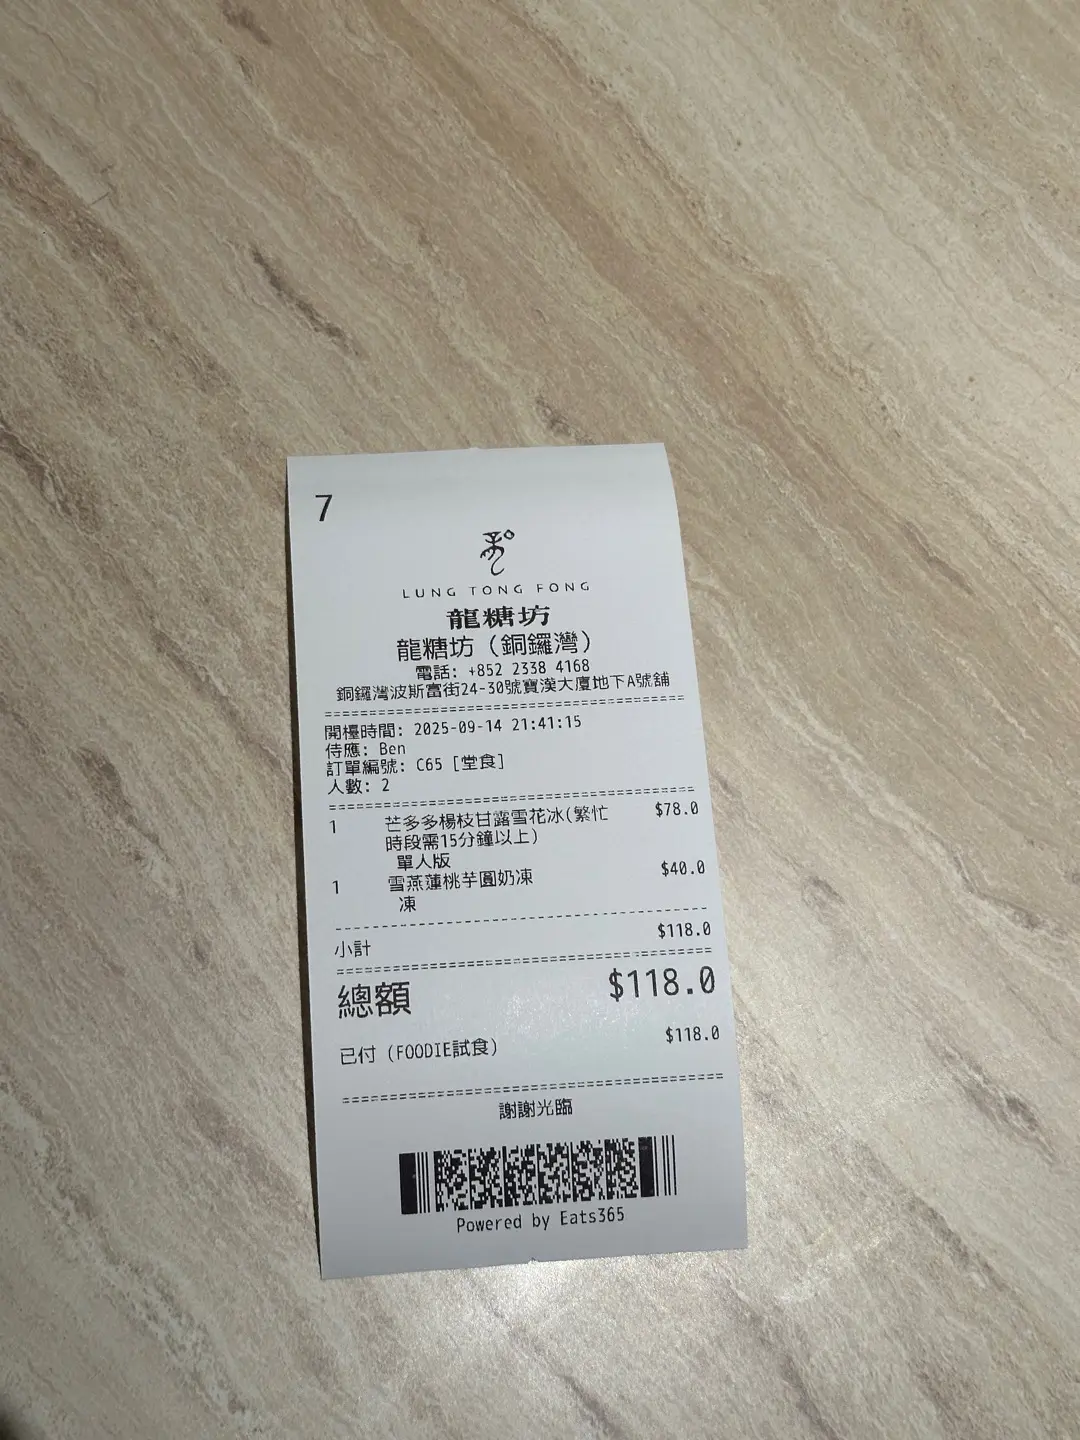 7
LUNG TONG FONG
龍糖坊
龍糖坊 (銅鑼灣)
電話: +852 2338 4168
銅鑼灣波斯富街24-30號寶漢大廈地下A號舖
開檯時間: 2025-09-14 21:41:15
侍應: Ben
訂單編號: C65 [堂食]
人數: 2
1 芒多多楊枝甘露雪花冰(繁忙 $78.0
時段需15分鐘以上)
單人版
1 雪燕蓮桃芋圓奶凍 $40.0
凍
小計 $118.0
總額 $118.0
已付 (FOODIE試食) $118.0
謝謝光臨
Powered by Eats365